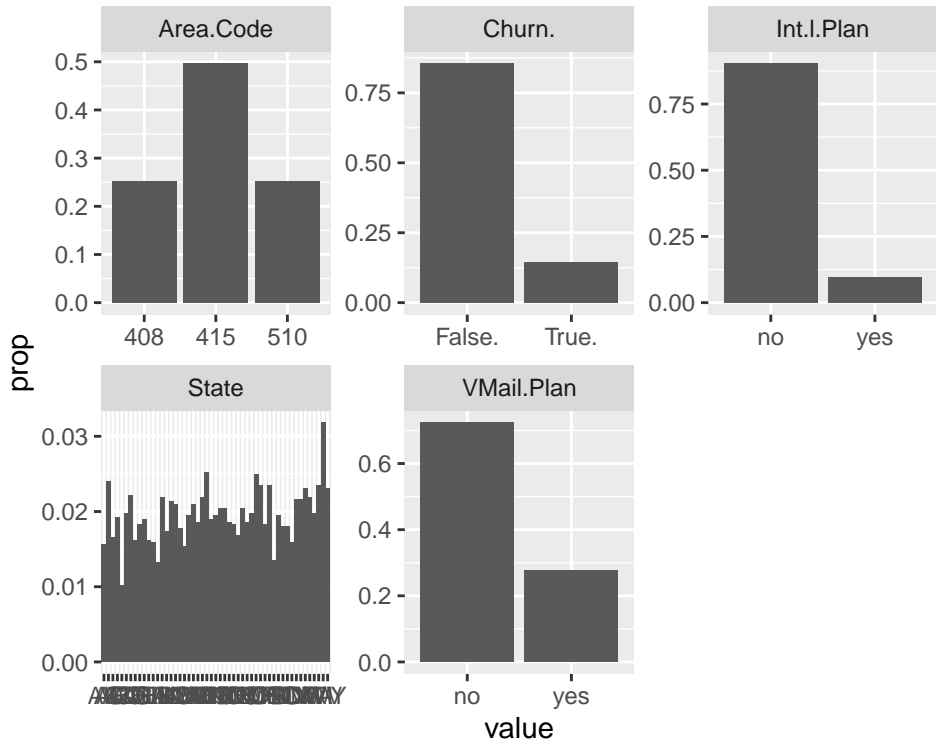 Area.Code
Churn.
Int.l.Plan
0.5
0.4
0.3
0.2
0.1
0.0
0.75
0.50
0.25
0.00
0.75
0.50
0.25
0.00
408 415 510
False. True.
no yes
prop
State
VMail.Plan
0.03
0.02
0.01
0.00
0.6
0.4
0.2
0.0
no yes
value